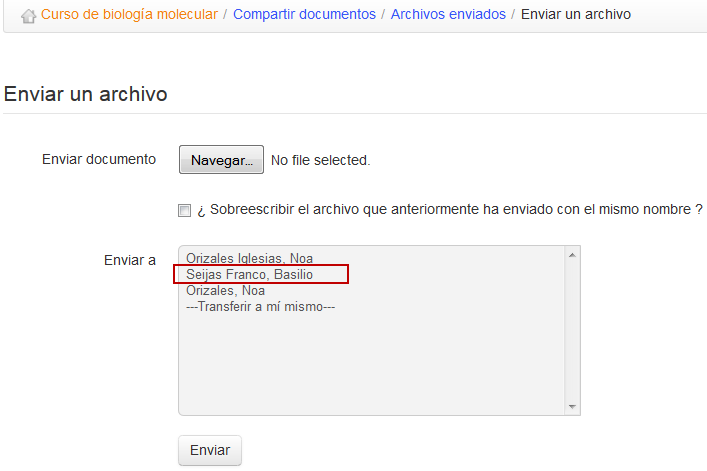 Curso de biología molecular / Compartir documentos / Archivos enviados / Enviar un archivo
Enviar un archivo
Enviar documento Navegar... No file selected.
¿ Sobreescribir el archivo que anteriormente ha enviado con el mismo nombre ?
Enviar a
Orizales Iglesias, Noa
Seijas Franco, Basilio
Orizales, Noa
---Transferir a mí mismo---
Enviar